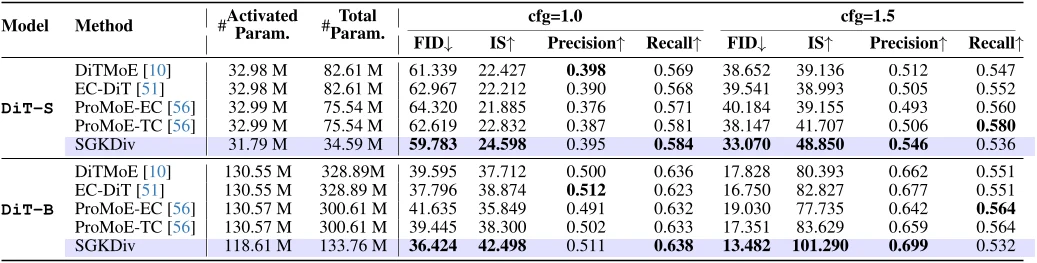 Model Method #Activated Param. #Total Param. cfg=1.0 cfg=1.5
FID↓ IS↑ Precision↑ Recall↑ FID↓ IS↑ Precision↑ Recall↑
DiT-S
DiTMoE [10] 32.98 M 82.61 M 61.339 22.427 0.398 0.569 38.652 39.136 0.512 0.547
EC-DiT [51] 32.98 M 82.61 M 62.967 22.212 0.390 0.568 39.541 38.993 0.505 0.552
ProMoE-EC [56] 32.99 M 75.54 M 64.320 21.885 0.376 0.571 40.184 39.155 0.493 0.560
ProMoE-TC [56] 32.99 M 75.54 M 62.619 22.832 0.387 0.581 38.147 41.707 0.506 0.580
SGKDiv 31.79 M 34.59 M 59.783 24.598 0.395 0.584 33.070 48.850 0.546 0.536
DiT-B
DiTMoE [10] 130.55 M 328.89M 39.595 37.712 0.500 0.636 17.828 80.393 0.662 0.551
EC-DiT [51] 130.55 M 328.89 M 37.796 38.874 0.512 0.623 16.750 82.827 0.677 0.551
ProMoE-EC [56] 130.57 M 300.61 M 41.635 35.849 0.491 0.632 19.030 77.735 0.642 0.564
ProMoE-TC [56] 130.57 M 300.61 M 39.445 38.300 0.502 0.633 17.351 83.629 0.659 0.564
SGKDiv 118.61 M 133.76 M 36.424 42.498 0.511 0.638 13.482 101.290 0.699 0.532